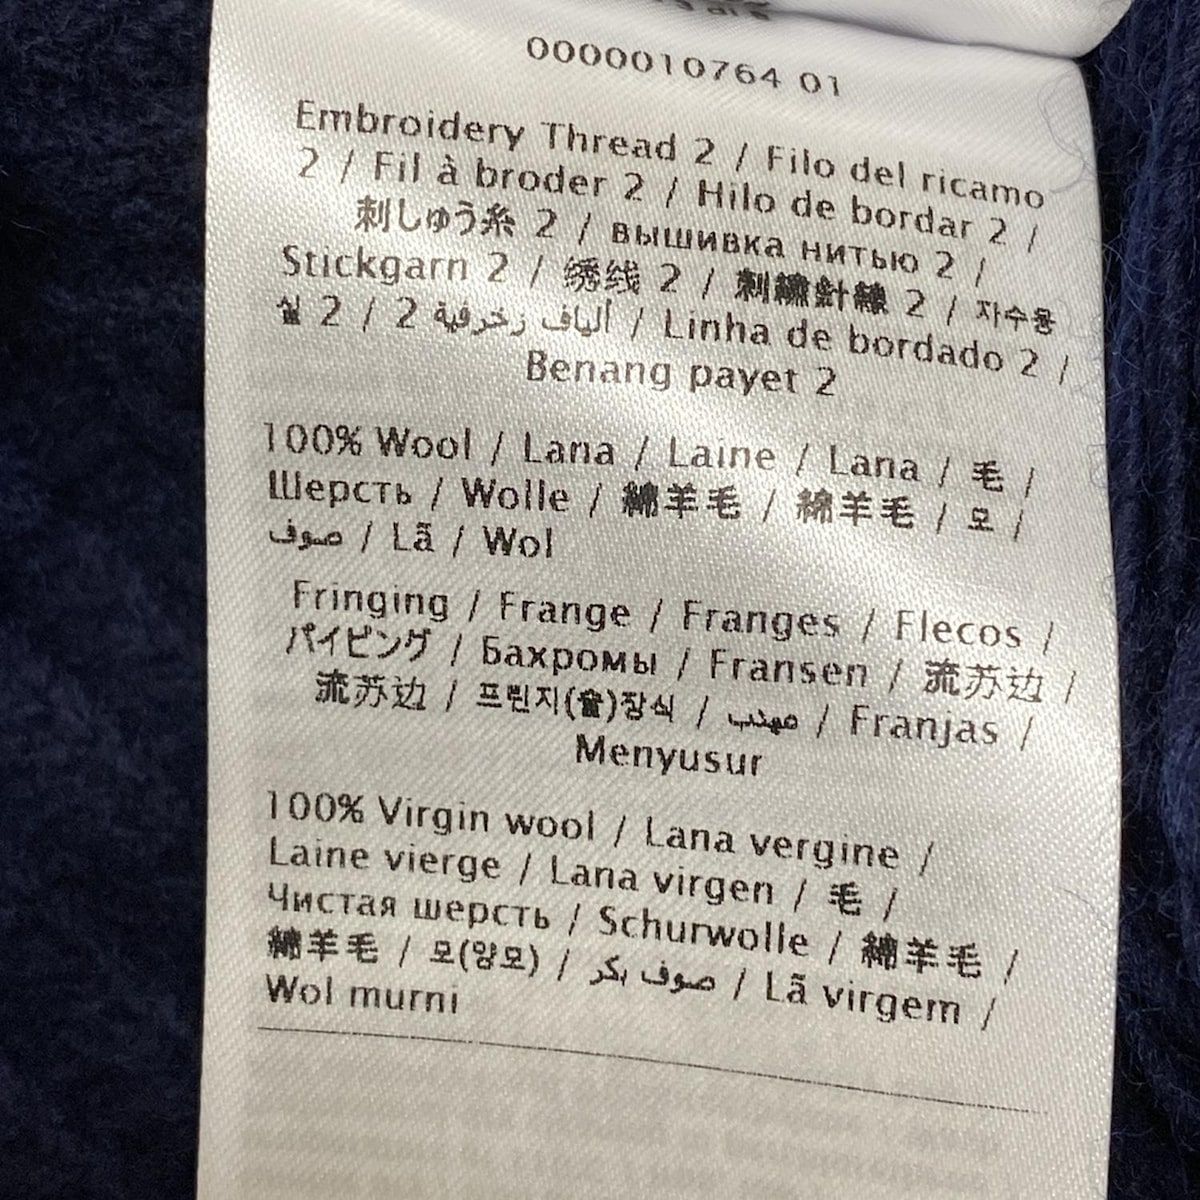 0000010764 01
Embroidery Thread 2 / Filo del ricamo
2 / Fil à broder 2 / Hilo de bordar 2 /
刺しゅう糸 2 / вышивка нитью 2 /
Stickgarn 2 / 绣线 2 / 刺繡針線 2 / 자수용
실 2 / ألياف زخرفية 2 / Linha de bordado 2 /
Benang payet 2
100% Wool / Lana / Laine / Lana / 毛 /
Шерсть / Wolle / 綿羊毛 / 綿羊毛 / 모 /
صوف / Lã / Wol
Fringing / Frange / Franges / Flecos /
パイピング / Бахромы / Fransen / 流苏边 /
流苏边 / 프린지(술)장식 / مهدب / Franjas /
Menyusur
100% Virgin wool / Lana vergine /
Laine vierge / Lana virgen / 毛 /
Чистая шерсть / Schurwolle / 綿羊毛 /
綿羊毛 / 모(양모) / صوف بكر / Lã virgem /
Wol murni